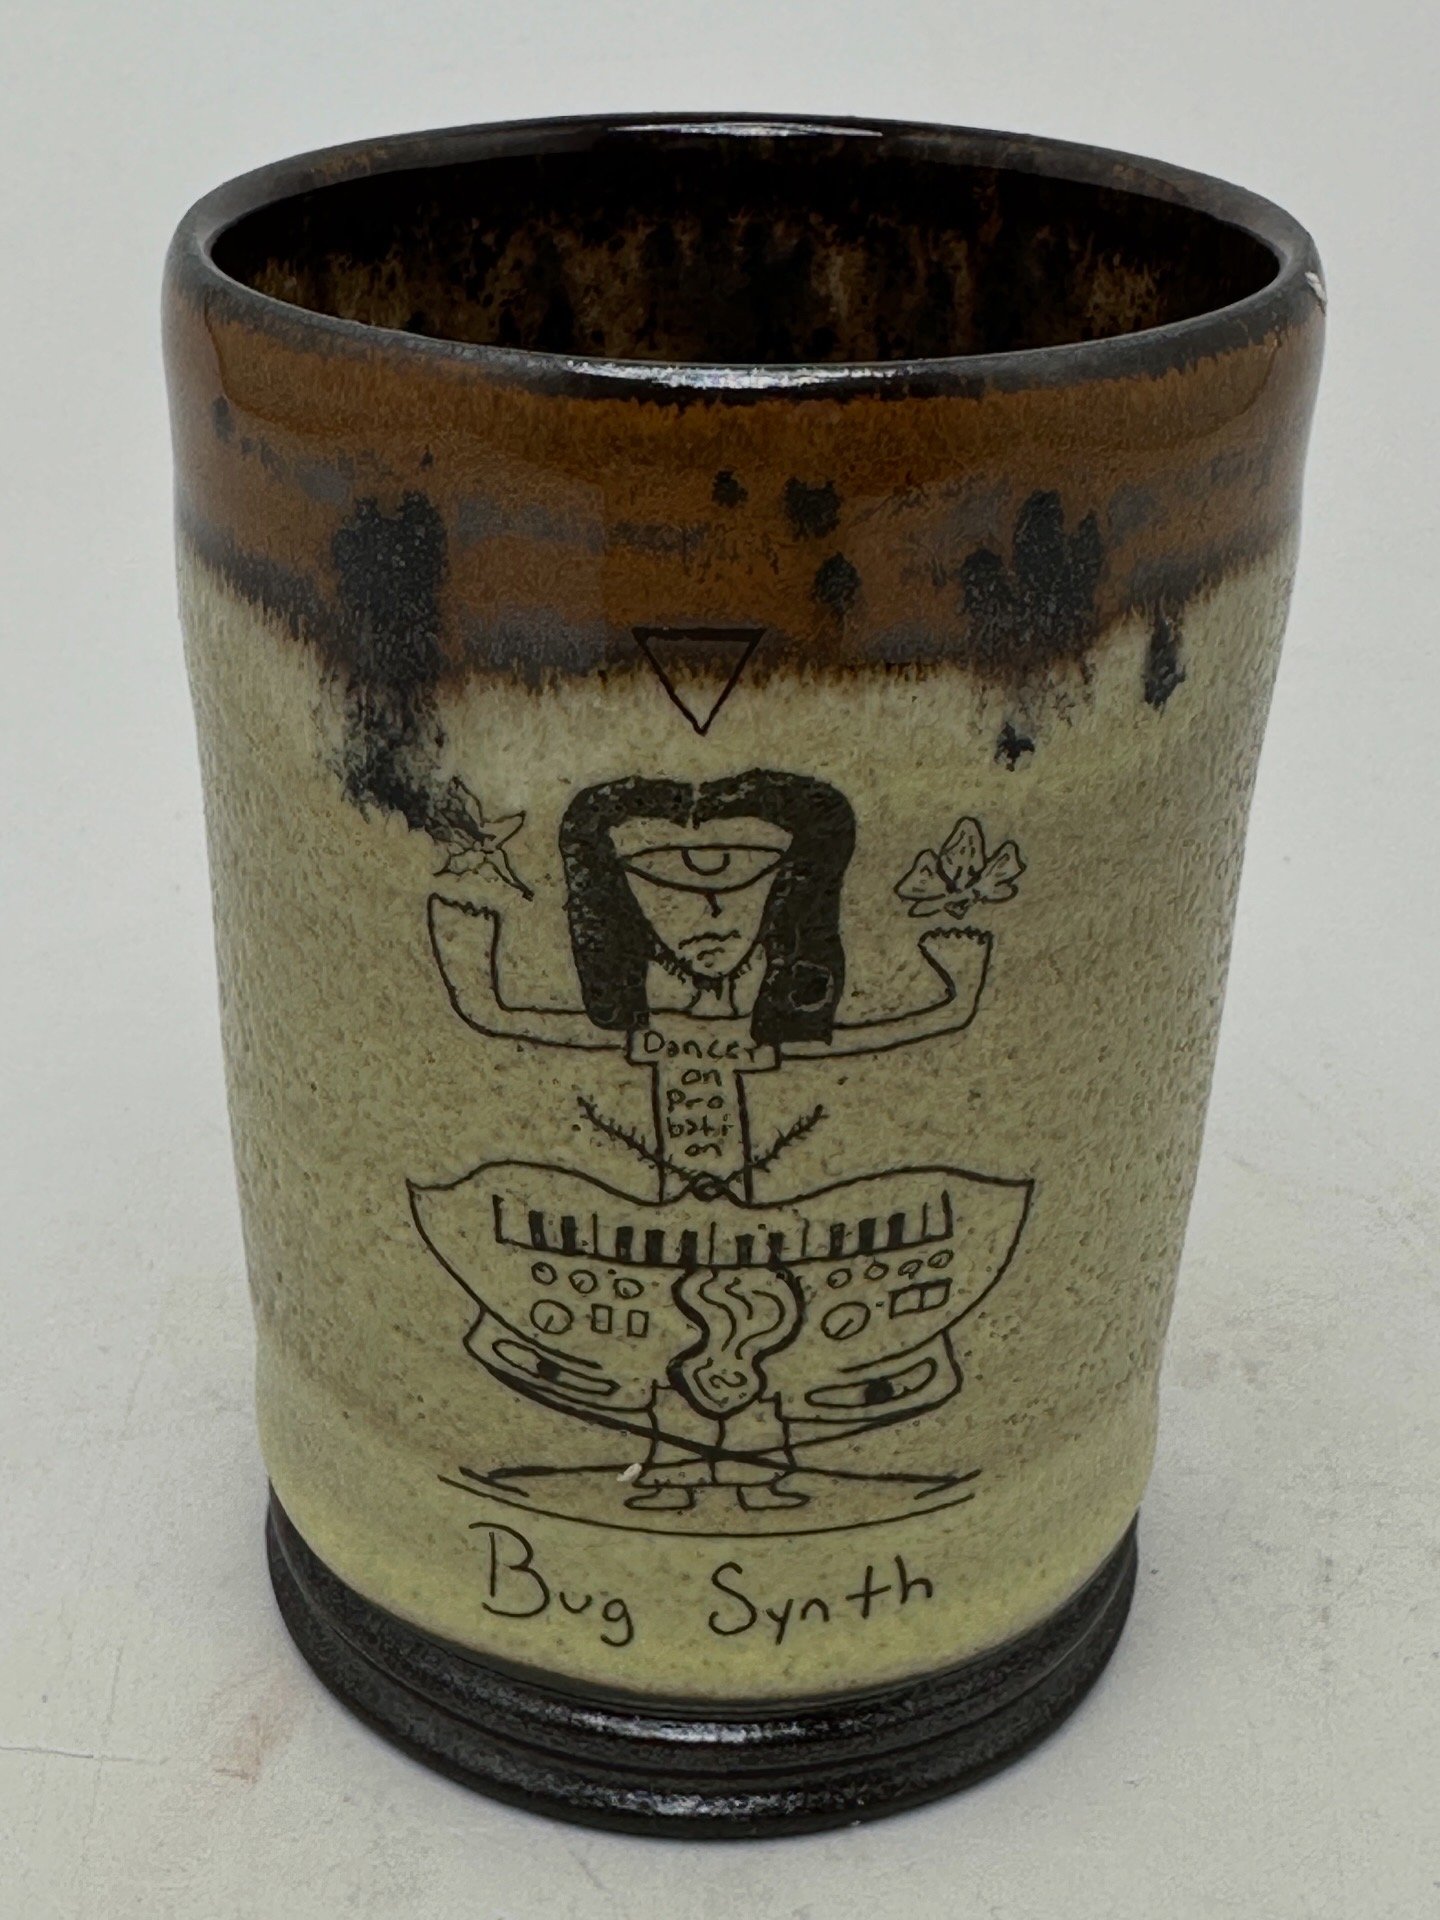 Dancer
on
Pro
bati
on
Bug Synth